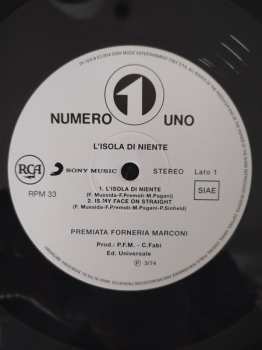 NUMERO 1 UNO
L'ISOLA DI NIENTE
RCA
SONY MUSIC
STEREO
Lato 1
RPM 33
1. L'ISOLA DI NIENTE
(F. Mussida-F.Premoli-M.Pagani)
2. IS MY FACE ON STRAIGHT
(F. Mussida-F.Premoli-M.Pagani-P.Sinfield)
SIAE
PREMIATA FORNERIA MARCONI
Prod.: P.F.M. - C.Fabi
Ed. Universale
Ⓟ 3/74